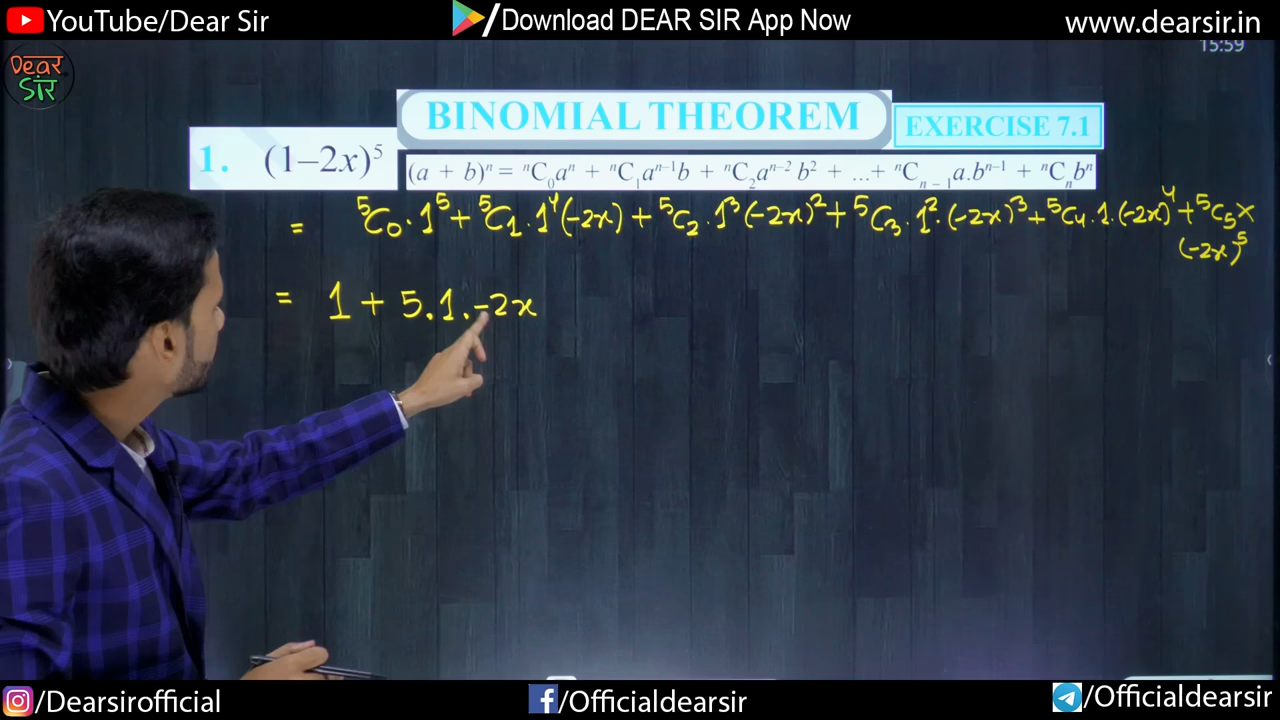 /YouTube/Dear Sir
/Download DEAR SIR App Now
www.dearsir.in
15:59
Dear
सर
BINOMIAL THEOREM
EXERCISE 7.1
1. (1–2x)⁵
(a + b)ⁿ = ⁿC₀aⁿ + ⁿC₁aⁿ⁻¹b + ⁿC₂aⁿ⁻² b² + ...+ ⁿCₙ₋₁a.bⁿ⁻¹ + ⁿCₙbⁿ
= ⁵C₀·1⁵ + ⁵C₁·1⁴(-2x) + ⁵C₂·1³(-2x)² + ⁵C₃·1²·(-2x)³ + ⁵C₄·1·(-2x)⁴ + ⁵C₅×
(-2x)⁵
= 1 + 5.1.-2x
/Dearsirofficial
/Officialdearsir
/Officialdearsir